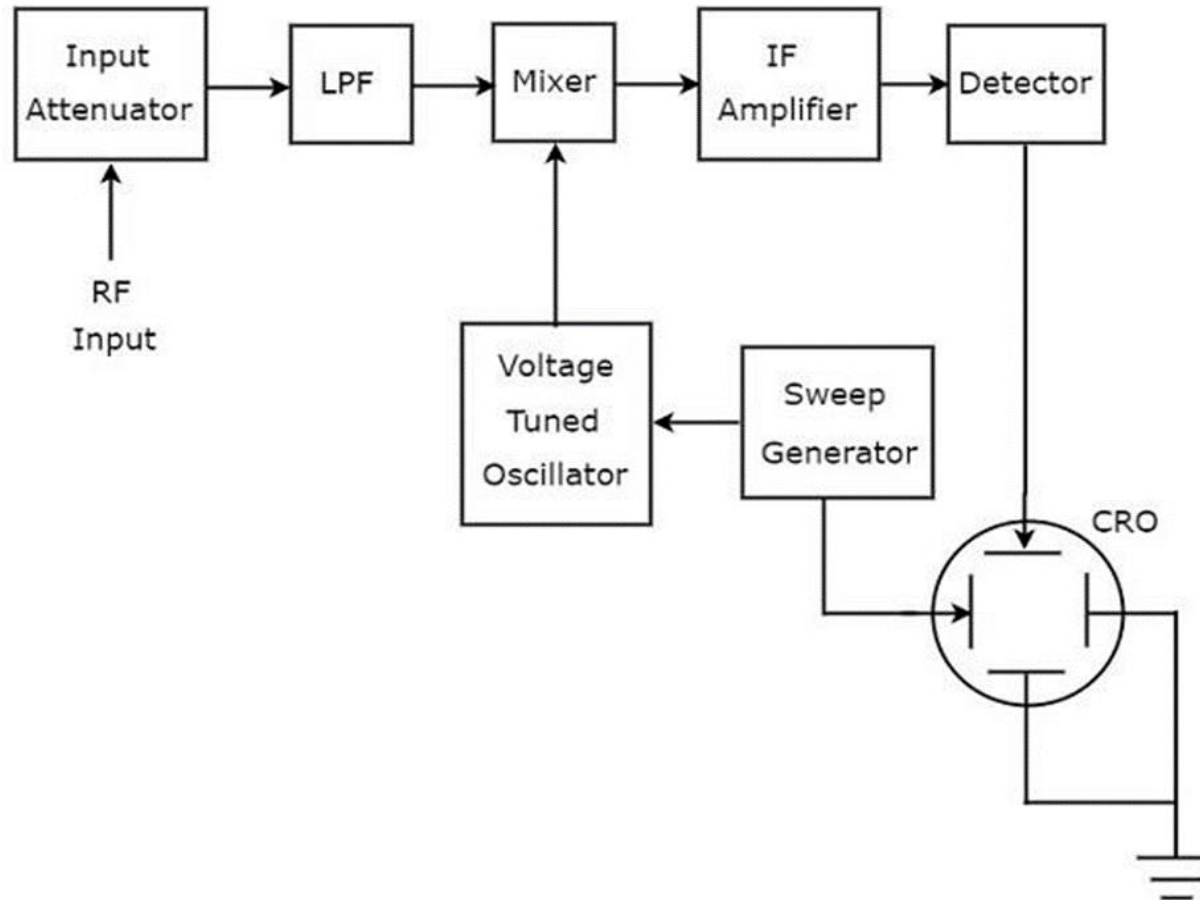 Input
Attenuator
LPF
Mixer
IF
Amplifier
Detector
RF
Input
Voltage
Tuned
Oscillator
Sweep
Generator
CRO